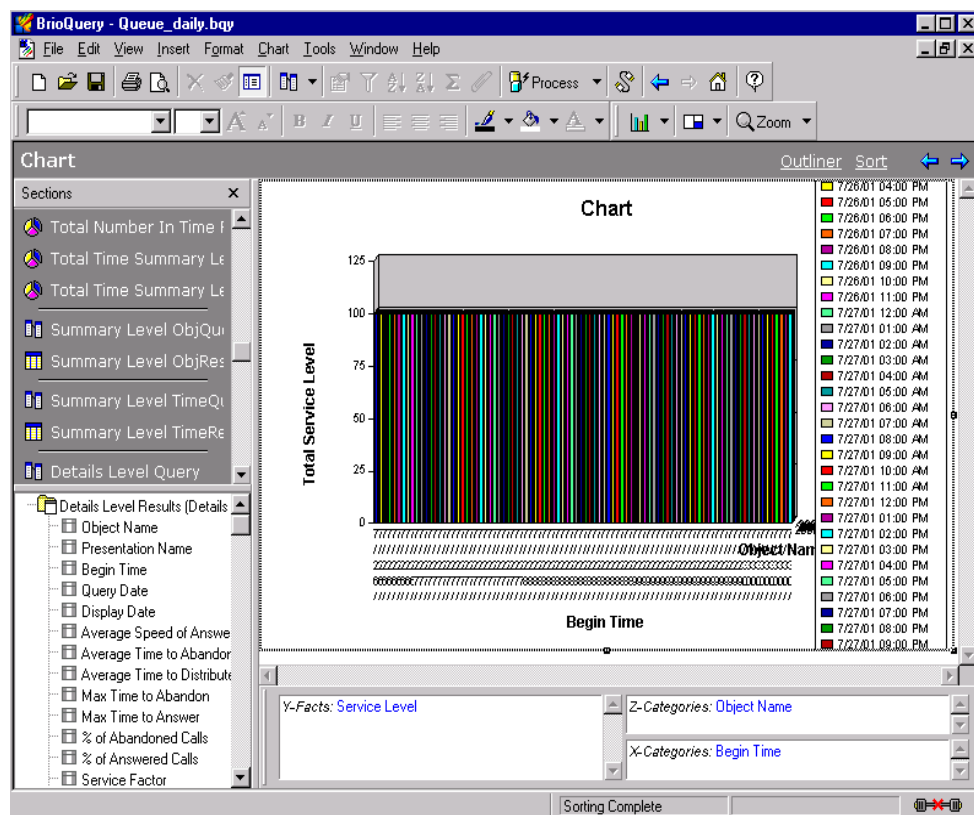 BrioQuery - Queue_daily.bqy
File Edit View Insert Format Chart Tools Window Help
Process
B I U
Zoom
Chart
Outliner Sort
Sections
Total Number In Time
Total Time Summary Le
Total Time Summary Le
Summary Level ObjQu
Summary Level ObjRes
Summary Level TimeQu
Summary Level TimeRe
Details Level Query
Details Level Results (Details
Object Name
Presentation Name
Begin Time
Query Date
Display Date
Average Speed of Answe
Average Time to Abandor
Average Time to Distribute
Max Time to Abandon
Max Time to Answer
% of Abandoned Calls
% of Answered Calls
Service Factor
Chart
Total Service Level
125
100
75
50
25
0
Object Nam
Begin Time
7/26/01 04:00 PM
7/26/01 05:00 PM
7/26/01 06:00 PM
7/26/01 07:00 PM
7/26/01 08:00 PM
7/26/01 09:00 PM
7/26/01 10:00 PM
7/26/01 11:00 PM
7/27/01 12:00 AM
7/27/01 01:00 AM
7/27/01 02:00 AM
7/27/01 03:00 AM
7/27/01 04:00 AM
7/27/01 05:00 AM
7/27/01 06:00 AM
7/27/01 07:00 AM
7/27/01 08:00 AM
7/27/01 09:00 AM
7/27/01 10:00 AM
7/27/01 11:00 AM
7/27/01 12:00 PM
7/27/01 01:00 PM
7/27/01 02:00 PM
7/27/01 03:00 PM
7/27/01 04:00 PM
7/27/01 05:00 PM
7/27/01 06:00 PM
7/27/01 07:00 PM
7/27/01 08:00 PM
7/27/01 09:00 PM
Y-Facts: Service Level
Z-Categories: Object Name
X-Categories: Begin Time
Sorting Complete